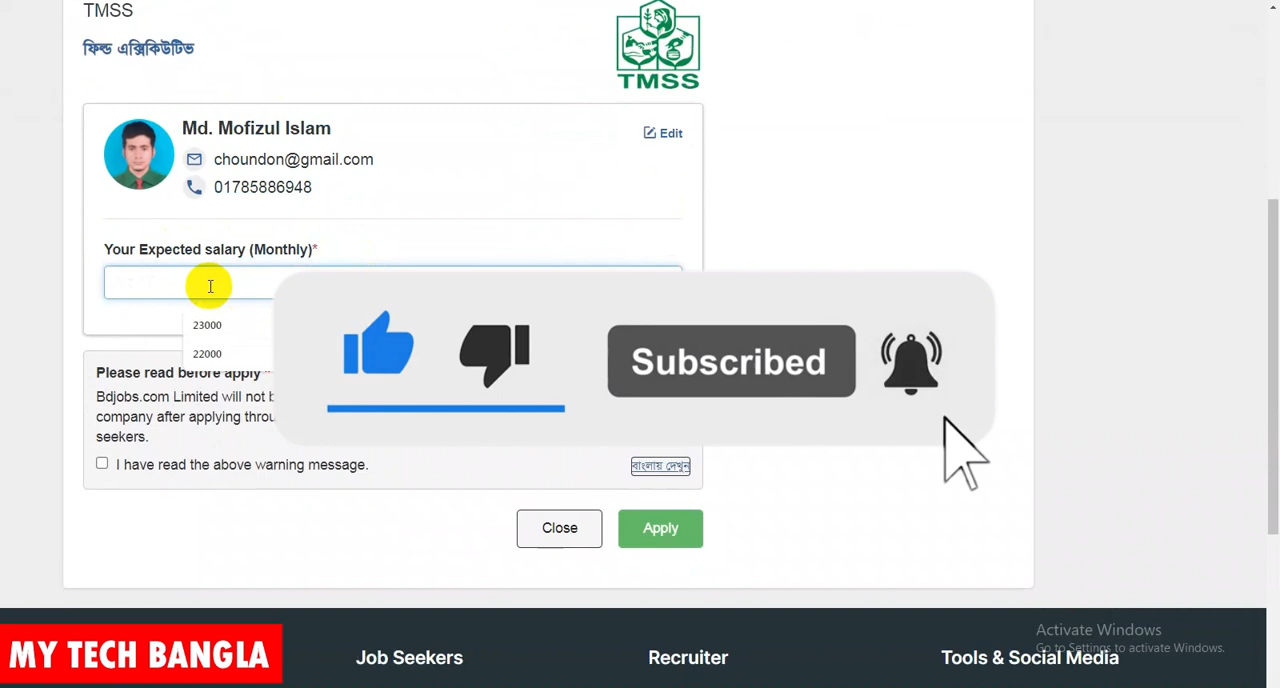 TMSS
ফিল্ড এক্সিকিউটিভ
TMSS
Md. Mofizul Islam
Edit
choundon@gmail.com
01785886948
Your Expected salary (Monthly)*
23000
22000
Subscribed
Please read before apply
Bdjobs.com Limited will not b
company after applying throu
seekers.
I have read the above warning message.
বাংলায় দেখুন
Close
Apply
MY TECH BANGLA
Job Seekers
Recruiter
Tools & Social Media
Activate Windows
Go to Settings to activate Windows.